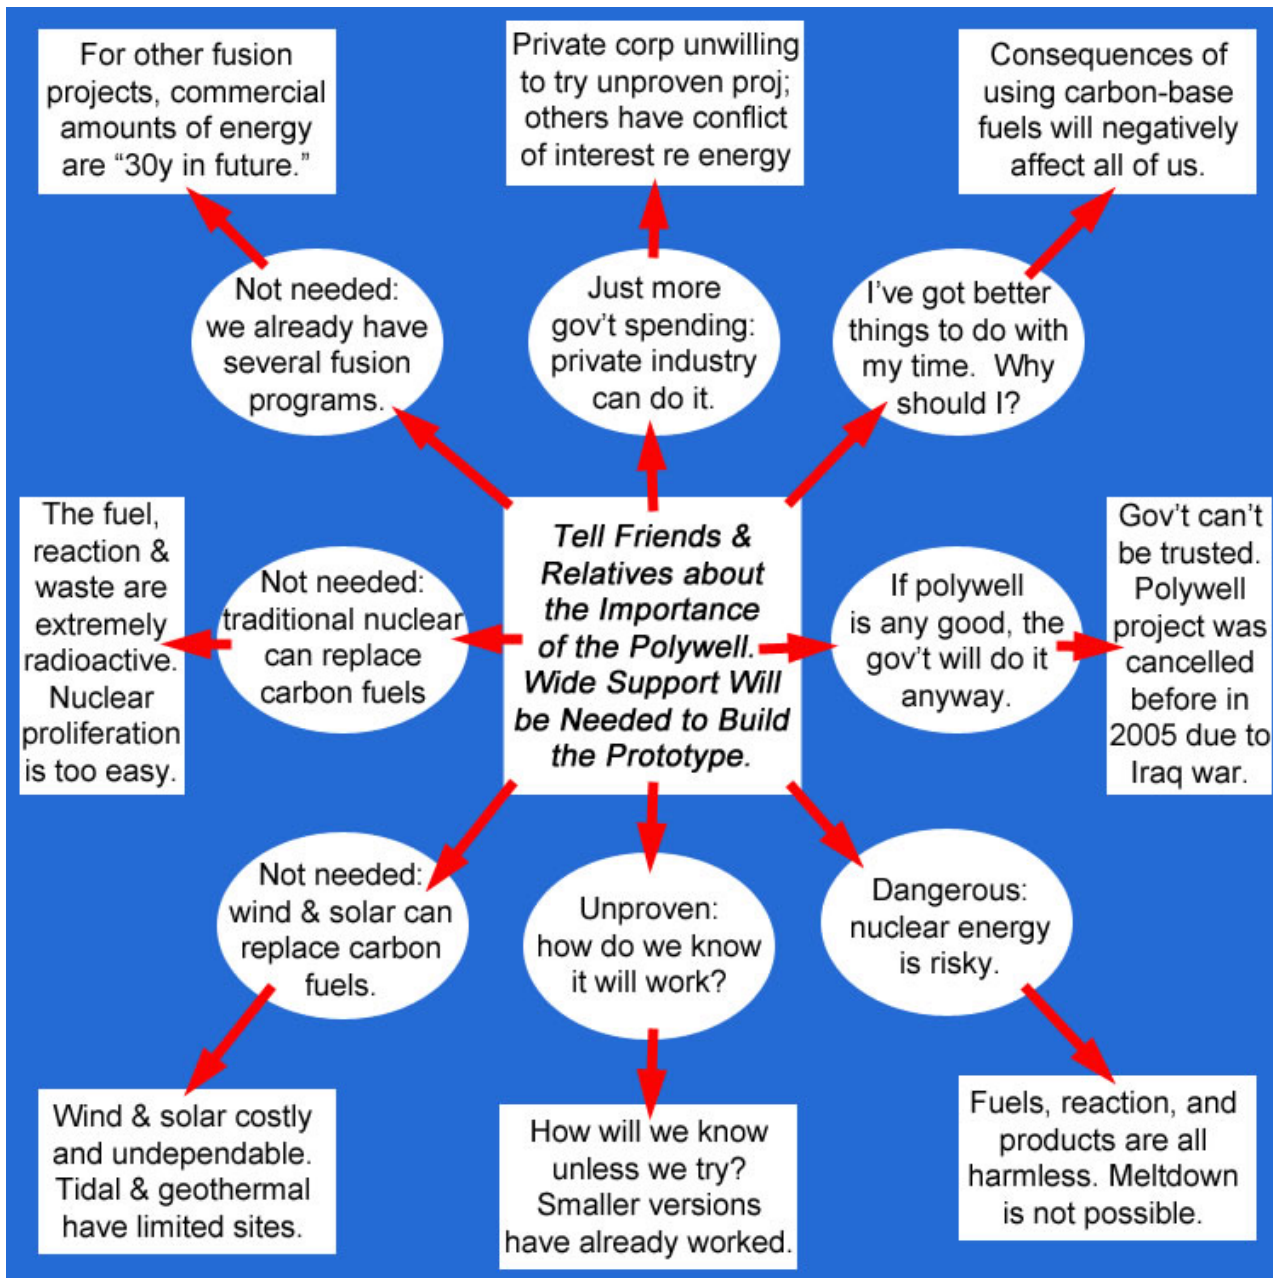 For other fusion
projects, commercial
amounts of energy
are “30y in future.”
Private corp unwilling
to try unproven proj;
others have conflict
of interest re energy
Consequences of
using carbon-base
fuels will negatively
affect all of us.
Not needed:
we already have
several fusion
programs.
Just more
gov’t spending:
private industry
can do it.
I’ve got better
things to do with
my time. Why
should I?
The fuel,
reaction &
waste are
extremely
radioactive.
Nuclear
proliferation
is too easy.
Not needed:
traditional nuclear
can replace
carbon fuels
Tell Friends &
Relatives about
the Importance
of the Polywell.
Wide Support Will
be Needed to Build
the Prototype.
If polywell
is any good, the
gov’t will do it
anyway.
Gov’t can’t
be trusted.
Polywell
project was
cancelled
before in
2005 due to
Iraq war.
Not needed:
wind & solar can
replace carbon
fuels.
Unproven:
how do we know
it will work?
Dangerous:
nuclear energy
is risky.
Wind & solar costly
and undependable.
Tidal & geothermal
have limited sites.
How will we know
unless we try?
Smaller versions
have already worked.
Fuels, reaction, and
products are all
harmless. Meltdown
is not possible.